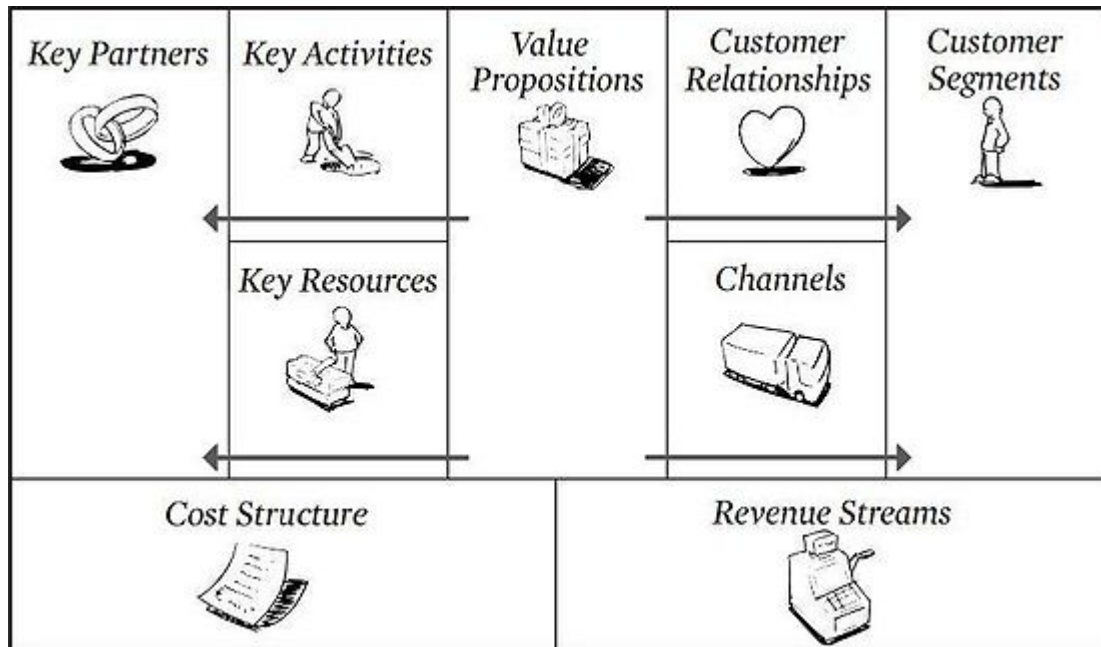 Key Partners
Key Activities
Value
Propositions
Customer
Relationships
Customer
Segments
Key Resources
Channels
Cost Structure
Revenue Streams